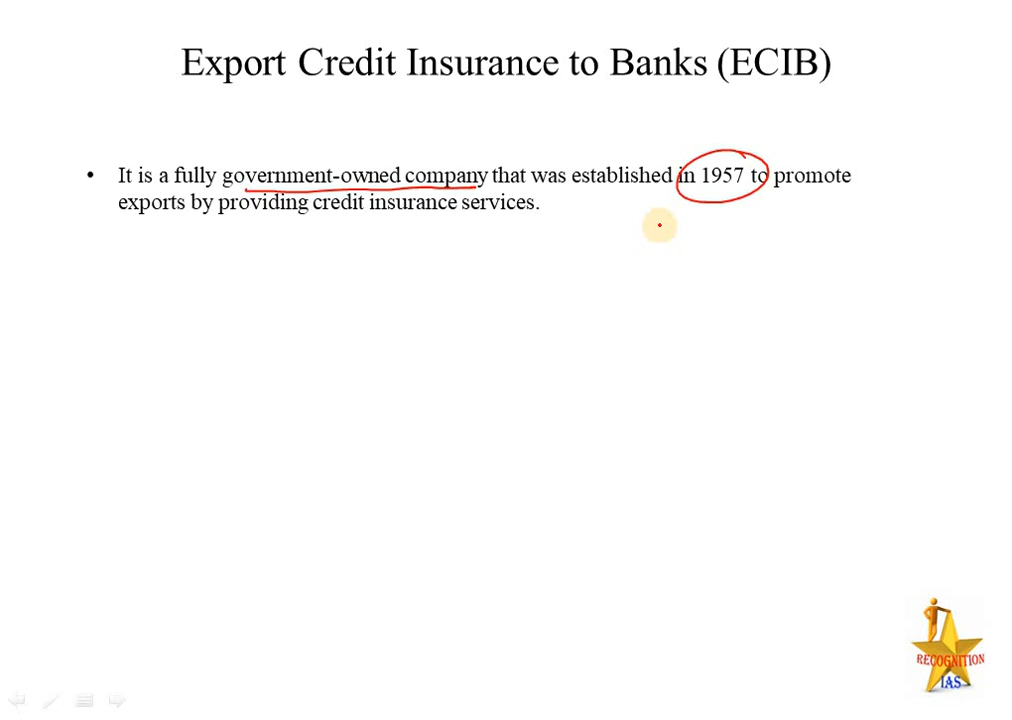 Export Credit Insurance to Banks (ECIB)
• It is a fully government-owned company that was established in 1957 to promote
exports by providing credit insurance services.
RECOGNITION
IAS